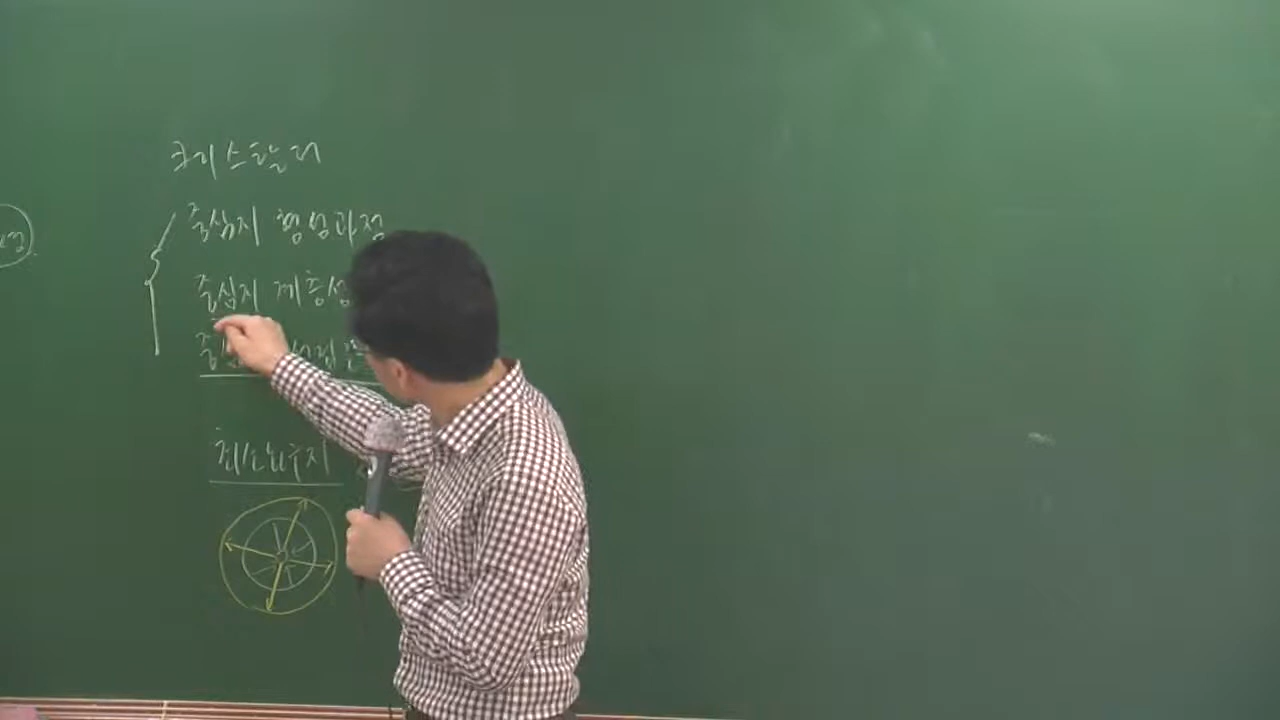 크리스탈러
중심지 형성과정
중심지 계층성
최소요구치